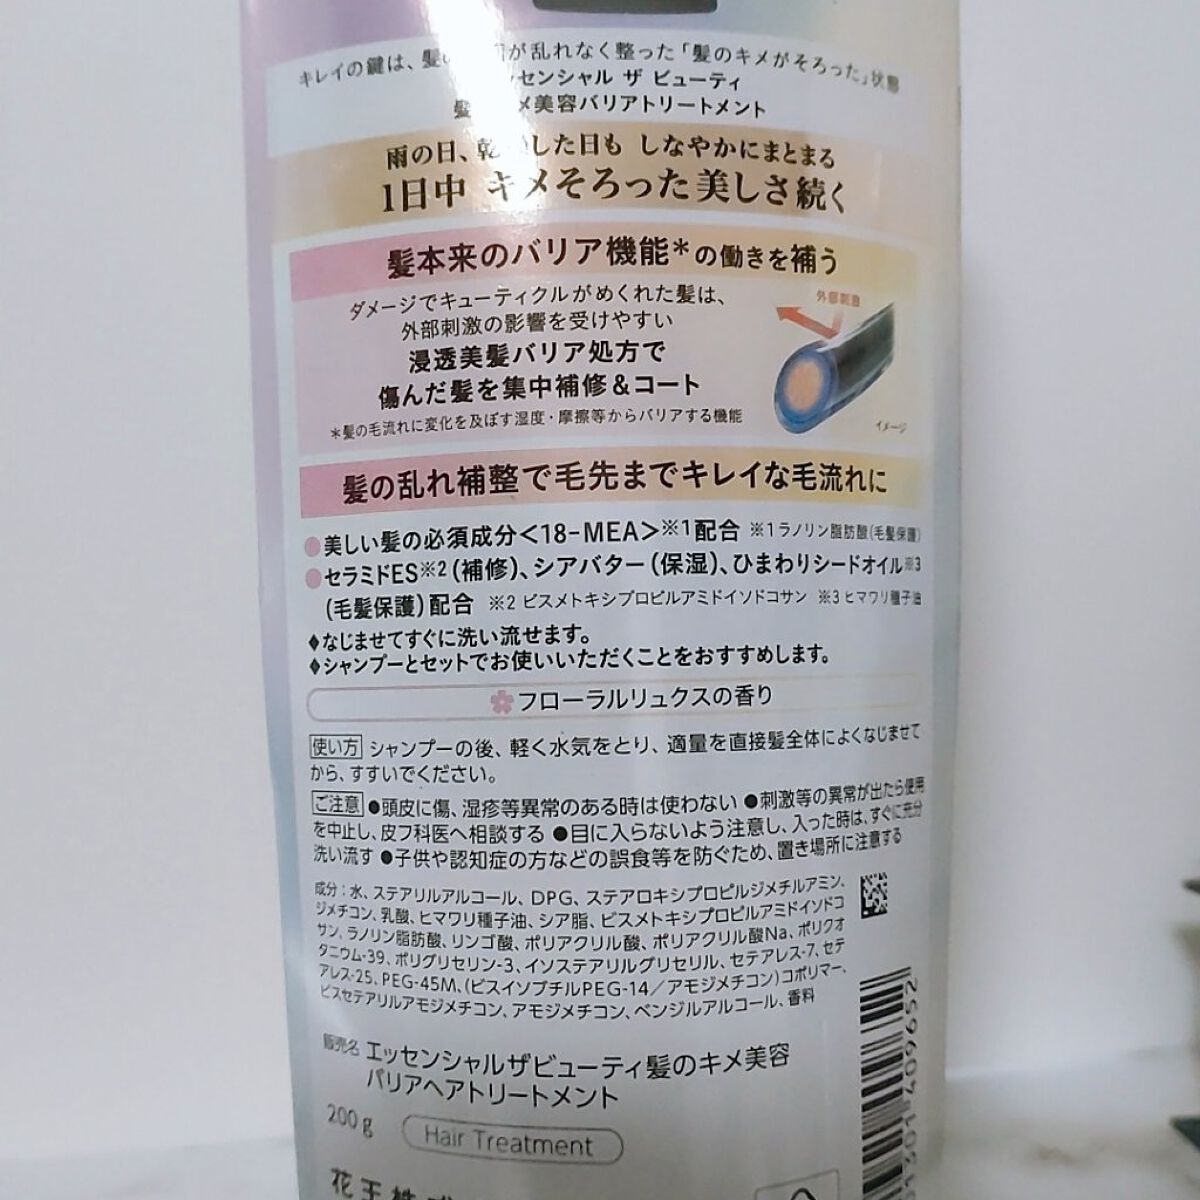 キレイの鍵は、髪の 乱れなく整った「髪のキメがそろった」状態
ッセンシャル ザ ビューティ
髪 メ美容バリアトリートメント
雨の日、乾 した日も しなやかにまとまる
1日中 キメそろった美しさ続く
髪本来のバリア機能*の働きを補う
ダメージでキューティクルがめくれた髪は、
外部刺激の影響を受けやすい
浸透美髪バリア処方で
傷んだ髪を集中補修&コート
*髪の毛流れに変化を及ぼす湿度・摩擦等からバリアする機能
外部刺激
イメージ
髪の乱れ補整で毛先までキレイな毛流れに
●美しい髪の必須成分<18-MEA>※1配合 ※1ラノリン脂肪酸(毛髪保護)
●セラミドES※2(補修)、シアバター(保湿)、ひまわりシードオイル※3
(毛髪保護)配合 ※2 ビスメトキシプロピルアミドイソドコサン ※3 ヒマワリ種子油
♦なじませてすぐに洗い流せます。
♦シャンプーとセットでお使いいただくことをおすすめします。
フローラルリュクスの香り
使い方 シャンプーの後、軽く水気をとり、適量を直接髪全体によくなじませて
から、すすいでください。
ご注意 ●頭皮に傷、湿疹等異常のある時は使わない ●刺激等の異常が出たら使用
を中止し、皮フ科医へ相談する ●目に入らないよう注意し、入った時は、すぐに充分
洗い流す ●子供や認知症の方などの誤食等を防ぐため、置き場所に注意する
成分:水、ステアリルアルコール、DPG、ステアロキシプロピルジメチルアミン、
ジメチコン、乳酸、ヒマワリ種子油、シア脂、ビスメトキシプロピルアミドイソドコ
サン、ラノリン脂肪酸、リンゴ酸、ポリアクリル酸、ポリアクリル酸Na、ポリクオ
タニウム-39、ポリグリセリン-3、イソステアリルグリセリル、セテアレス-7、セテ
アレス-25、PEG-45M、(ビスイソブチルPEG-14/アモジメチコン)コポリマー、
ビスセテアリルアモジメチコン、アモジメチコン、ベンジルアルコール、香料
販売名 エッセンシャルザビューティ髪のキメ美容
バリアヘアトリートメント
200g Hair Treatment
花王株式
301 409652